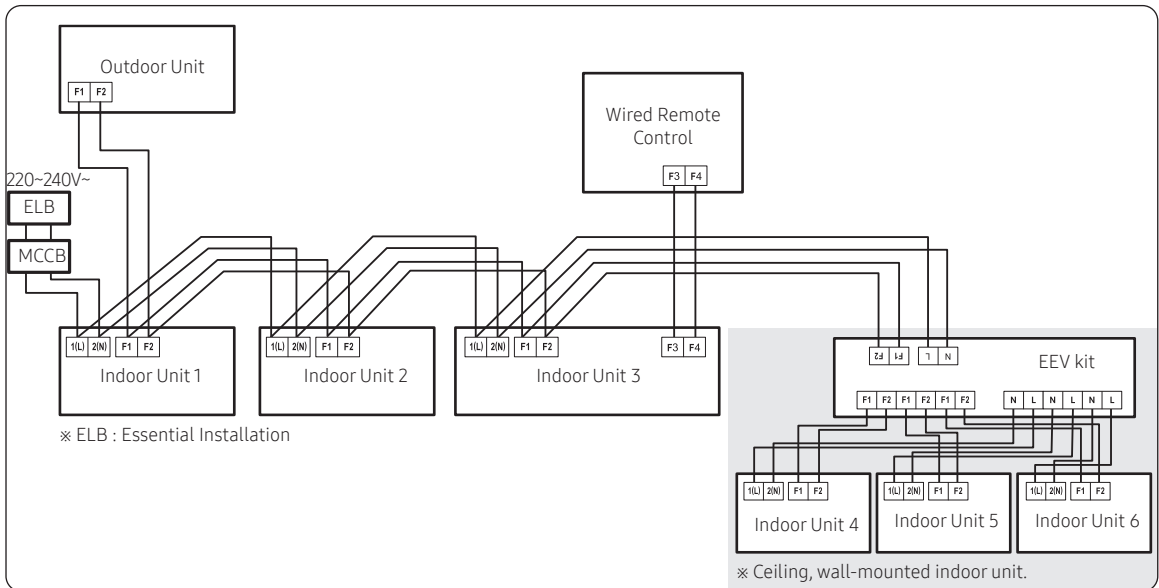 Outdoor Unit
F1 F2
Wired Remote
Control
F3 F4
220~240V~
ELB
MCCB
1(L) 2(N) F1 F2
Indoor Unit 1
1(L) 2(N) F1 F2
Indoor Unit 2
1(L) 2(N) F1 F2 F3 F4
Indoor Unit 3
F2 F1 L N
EEV kit
F1 F2 F1 F2 F1 F2 N L N L N L
※ ELB : Essential Installation
1(L) 2(N) F1 F2
Indoor Unit 4
1(L) 2(N) F1 F2
Indoor Unit 5
1(L) 2(N) F1 F2
Indoor Unit 6
※ Ceiling, wall-mounted indoor unit.